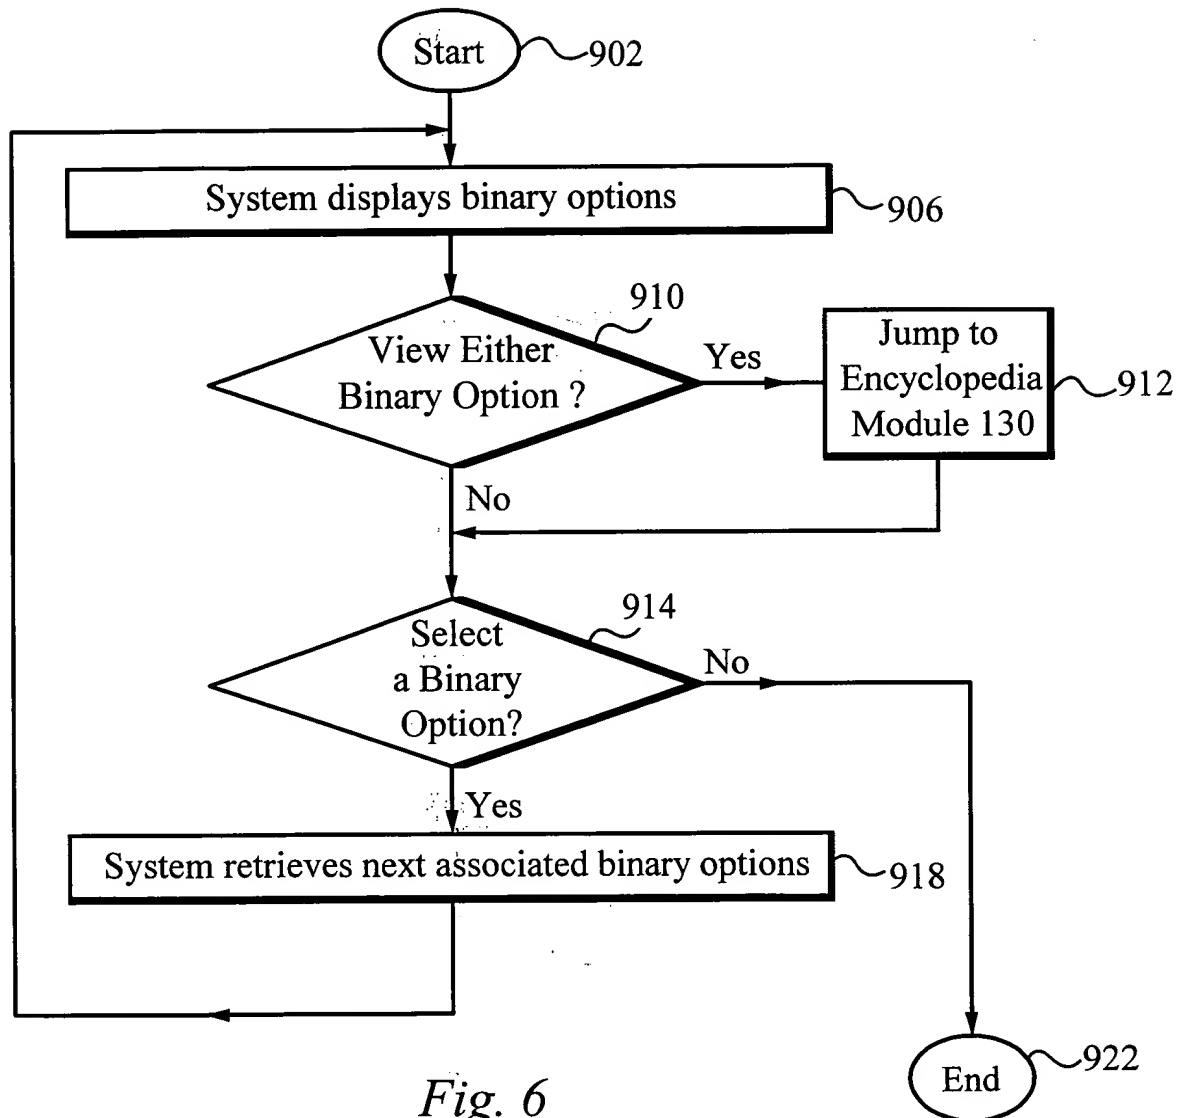 Start
902
System displays binary options
906
910
View Either
Binary Option ?
Yes
Jump to
Encyclopedia
Module 130
912
No
914
Select
a Binary
Option?
No
Yes
System retrieves next associated binary options
918
End
922
Fig. 6